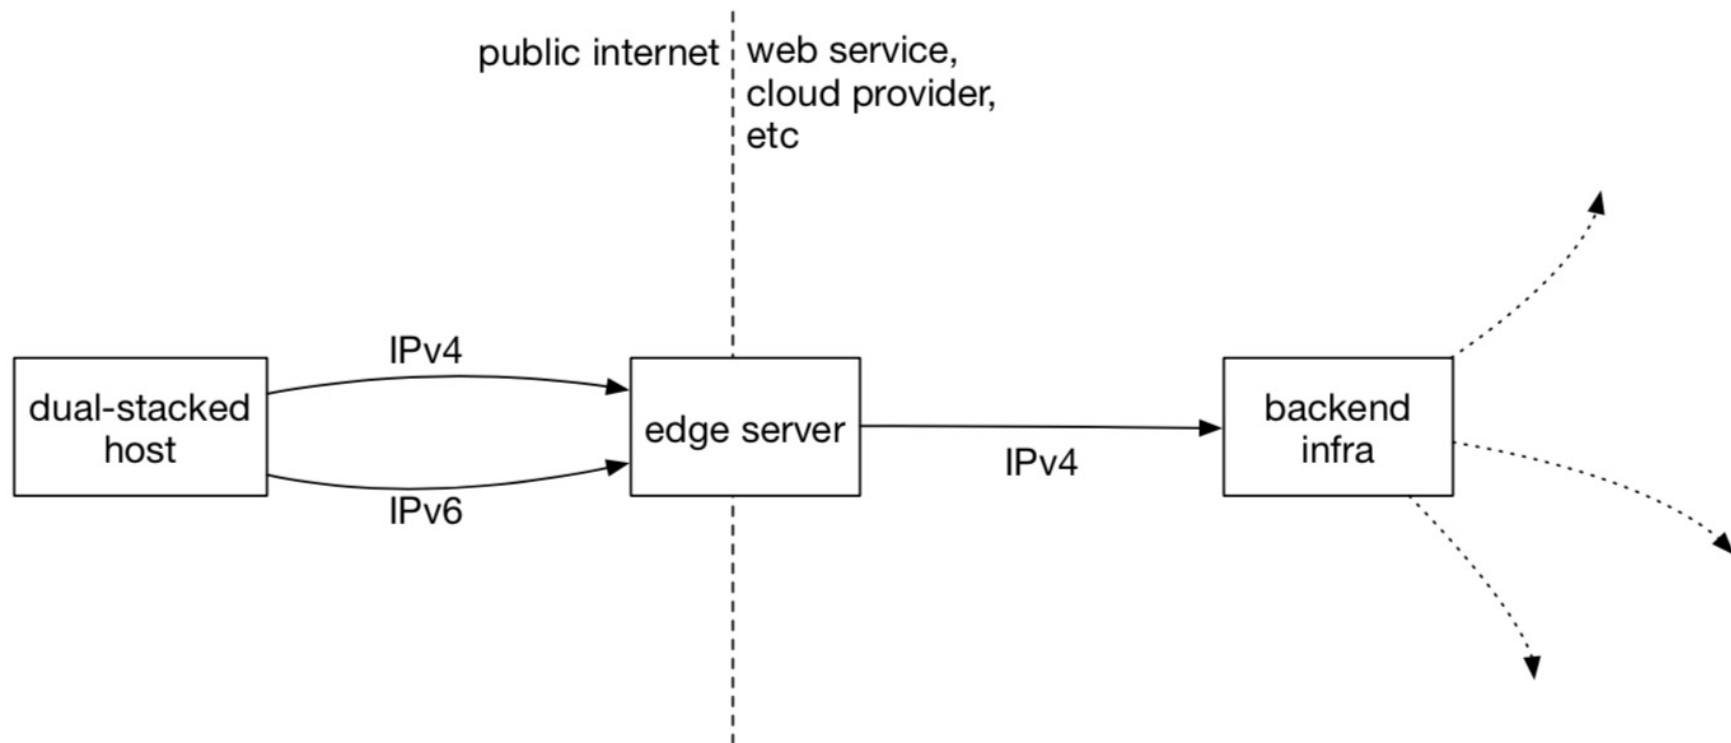 public internet
web service,
cloud provider,
etc
IPv4
dual-stacked
host
edge server
backend
infra
IPv4
IPv6